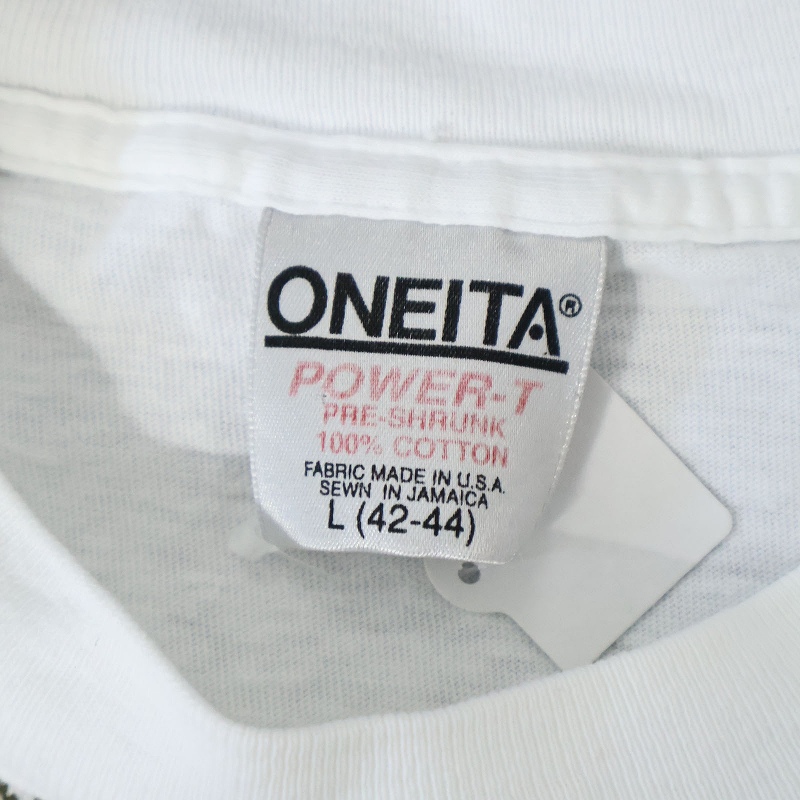 ONEITA®
POWER-T
PRE-SHRUNK
100% COTTON
FABRIC MADE IN U.S.A.
SEWN IN JAMAICA
L (42-44)